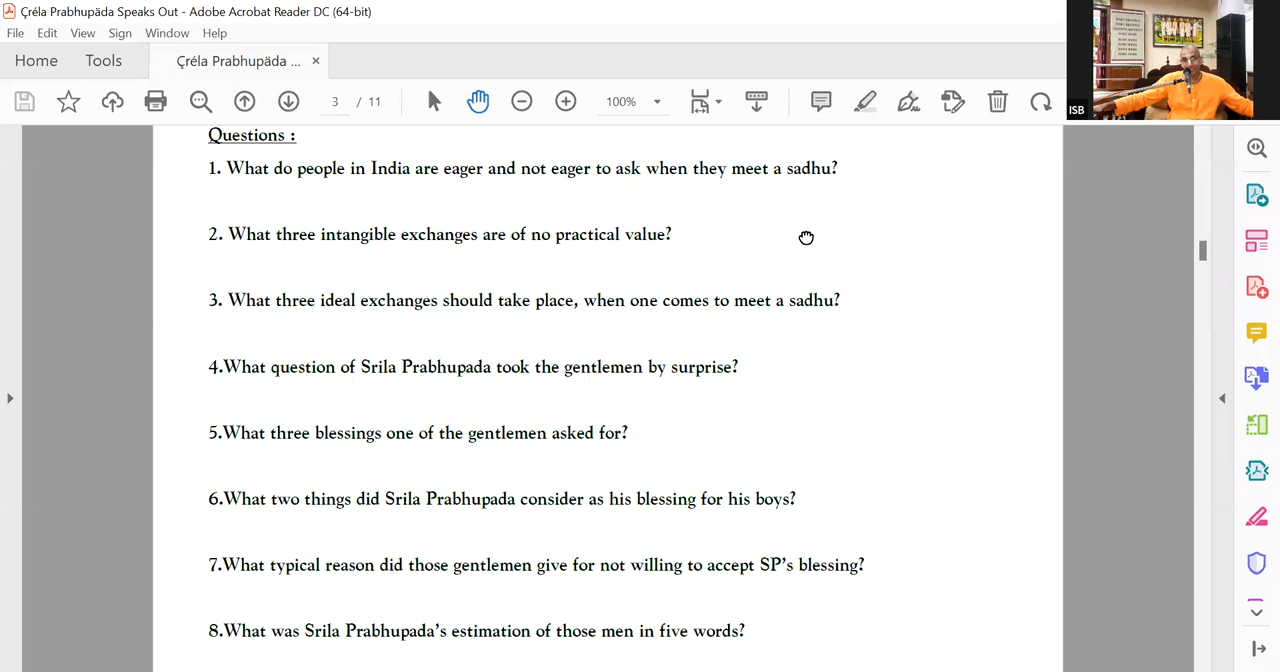 Çréla Prabhupäda Speaks Out - Adobe Acrobat Reader DC (64-bit)
File Edit View Sign Window Help
Home Tools Çréla Prabhupäda ... ×
3 / 11 100%
ISB
Questions :
1. What do people in India are eager and not eager to ask when they meet a sadhu?
2. What three intangible exchanges are of no practical value?
3. What three ideal exchanges should take place, when one comes to meet a sadhu?
4.What question of Srila Prabhupada took the gentlemen by surprise?
5.What three blessings one of the gentlemen asked for?
6.What two things did Srila Prabhupada consider as his blessing for his boys?
7.What typical reason did those gentlemen give for not willing to accept SP’s blessing?
8.What was Srila Prabhupada’s estimation of those men in five words?